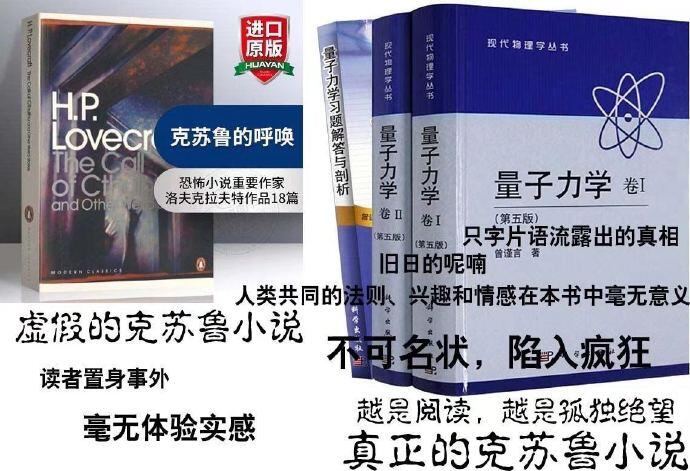 进口
原版
HUAYAN
H.P. Lovecraft The Call of Cthulhu
H.P.
Lovecra
The Call
of Cth
and Othe
MODERN CLASSICS
克苏鲁的呼唤
恐怖小说重要作家
洛夫克拉夫特作品18篇
虚假的克苏鲁小说
读者置身事外
毫无体验实感
量子力学习题解答与剖析
现代物理学丛书
量子力学
卷II
(第五版)
现代物理学丛书
量子力学
卷I
(第五版)
现代物理学丛书
量子力学 卷I
(第五版)
曾谨言 著
只字片语流露出的真相
旧日的呢喃
人类共同的法则、兴趣和情感在本书中毫无意义
不可名状，陷入疯狂
越是阅读，越是孤独绝望
真正的克苏鲁小说